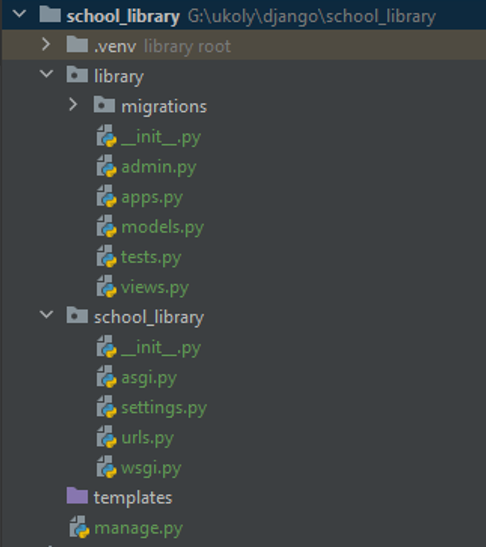 school_library G:\ukoly\django\school_library
.venv library root
library
migrations
__init__.py
admin.py
apps.py
models.py
tests.py
views.py
school_library
__init__.py
asgi.py
settings.py
urls.py
wsgi.py
templates
manage.py